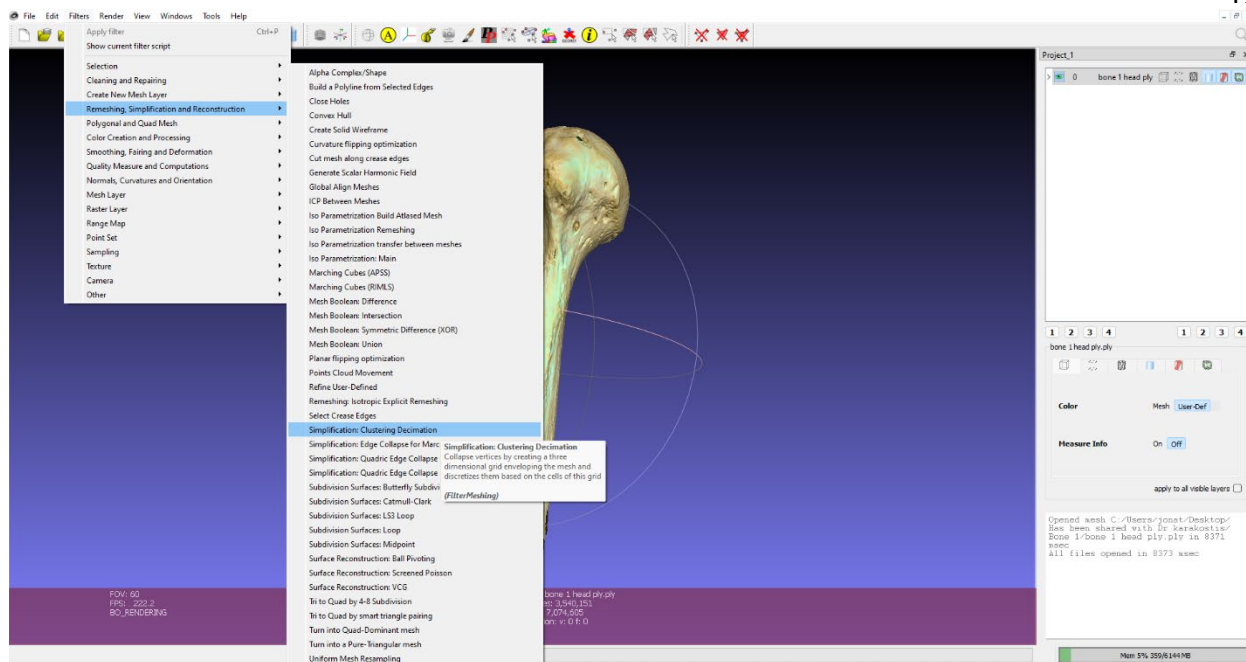 File Edit Filters Render View Windows Tools Help
Apply filter Ctrl+P
Show current filter script
Selection
Cleaning and Repairing
Create New Mesh Layer
Remeshing, Simplification and Reconstruction
Polygonal and Quad Mesh
Color Creation and Processing
Smoothing, Fairing and Deformation
Quality Measure and Computations
Normals, Curvatures and Orientation
Mesh Layer
Raster Layer
Range Map
Point Set
Sampling
Texture
Camera
Other
Alpha Complex/Shape
Build a Polyline from Selected Edges
Close Holes
Convex Hull
Create Solid Wireframe
Curvature flipping optimization
Cut mesh along crease edges
Generate Scalar Harmonic Field
Global Align Meshes
ICP Between Meshes
Iso Parametrization Build Atlased Mesh
Iso Parametrization Remeshing
Iso Parametrization transfer between meshes
Iso Parametrization: Main
Marching Cubes (APSS)
Marching Cubes (RIMLS)
Mesh Boolean: Difference
Mesh Boolean: Intersection
Mesh Boolean: Symmetric Difference (XOR)
Mesh Boolean: Union
Planar flipping optimization
Points Cloud Movement
Refine User-Defined
Remeshing: Isotropic Explicit Remeshing
Select Crease Edges
Simplification: Clustering Decimation
Simplification: Edge Collapse for Marc
Simplification: Quadric Edge Collapse
Simplification: Quadric Edge Collapse
Subdivision Surfaces: Butterfly Subdivi
Subdivision Surfaces: Catmull-Clark
Subdivision Surfaces: LS3 Loop
Subdivision Surfaces: Loop
Subdivision Surfaces: Midpoint
Surface Reconstruction: Ball Pivoting
Surface Reconstruction: Screened Poisson
Surface Reconstruction: VCG
Tri to Quad by 4-8 Subdivision
Tri to Quad by smart triangle pairing
Turn into Quad-Dominant mesh
Turn into a Pure-Triangular mesh
Uniform Mesh Resampling
Simplification: Clustering Decimation
Collapse vertices by creating a three
dimensional grid enveloping the mesh and
discretizes them based on the cells of this grid
(FilterMeshing)
FOV: 60
FPS: 222.2
BO_RENDERING
bone 1 head ply.ply
es: 3,540,151
7,074,605
on: v: 0 f: 0
Project_1
0 bone 1 head ply
1 2 3 4 1 2 3 4
bone 1 head ply.ply
Color Mesh User-Def
Measure Info On Off
apply to all visible layers
Opened mesh C:/Users/jonat/Desktop/
Has been shared with Dr karakostis/
Bone 1/bone 1 head ply.ply in 8371
msec
All files opened in 8373 msec
Mem 5% 359/6144 MB